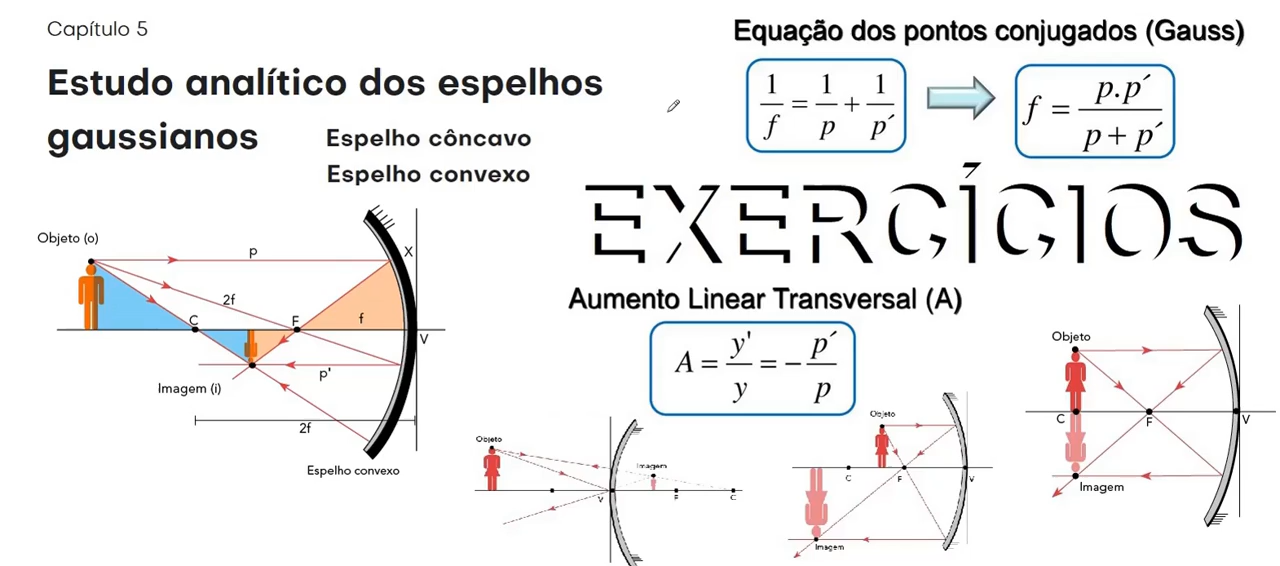 Capítulo 5
Estudo analítico dos espelhos
gaussianos
Espelho côncavo
Espelho convexo
Equação dos pontos conjugados (Gauss)
1/f = 1/p + 1/p´
f = p.p´/p + p´
EXERCÍCIOS
Aumento Linear Transversal (A)
A = y'/y = - p´/p
Objeto (o)
p
X
2f
C
F
f
V
p'
Imagem (i)
2f
Espelho convexo
Objeto
Imagem
V
F
C
Objeto
C
F
V
Imagem
Objeto
C
F
V
Imagem